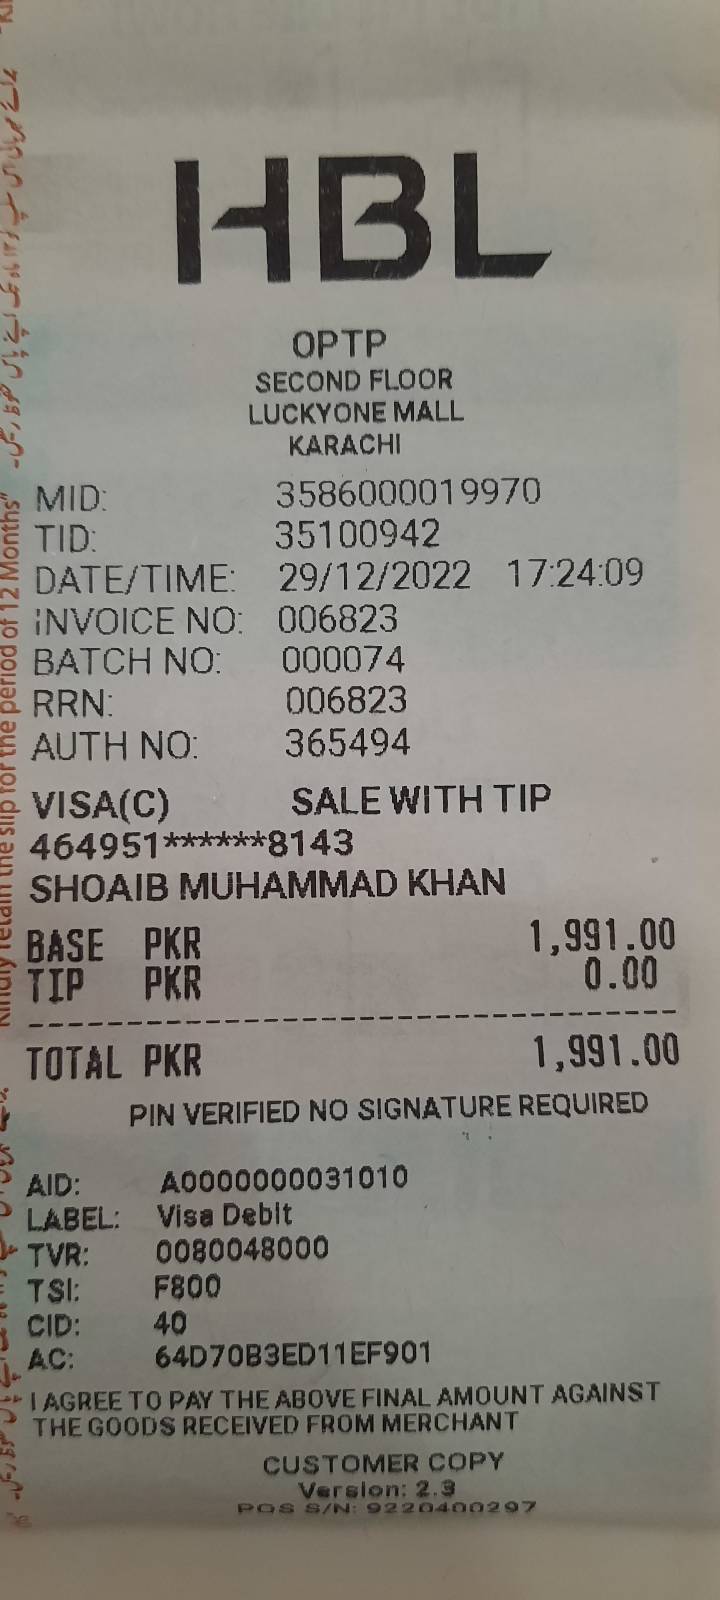 HBL
OPTP
SECOND FLOOR
LUCKYONE MALL
KARACHI
MID: 3586000019970
TID: 35100942
DATE/TIME: 29/12/2022 17:24:09
INVOICE NO: 006823
BATCH NO: 000074
RRN: 006823
AUTH NO: 365494
VISA(C) SALE WITH TIP
464951******8143
SHOAIB MUHAMMAD KHAN
BASE PKR 1,991.00
TIP PKR 0.00
TOTAL PKR 1,991.00
PIN VERIFIED NO SIGNATURE REQUIRED
AID: A0000000031010
LABEL: Visa Debit
TVR: 0080048000
TSI: F800
CID: 40
AC: 64D70B3ED11EF901
I AGREE TO PAY THE ABOVE FINAL AMOUNT AGAINST
THE GOODS RECEIVED FROM MERCHANT
CUSTOMER COPY
Version: 2.3
POS S/N: 9220400297
Kindly retain the slip for the period of 12 Months"